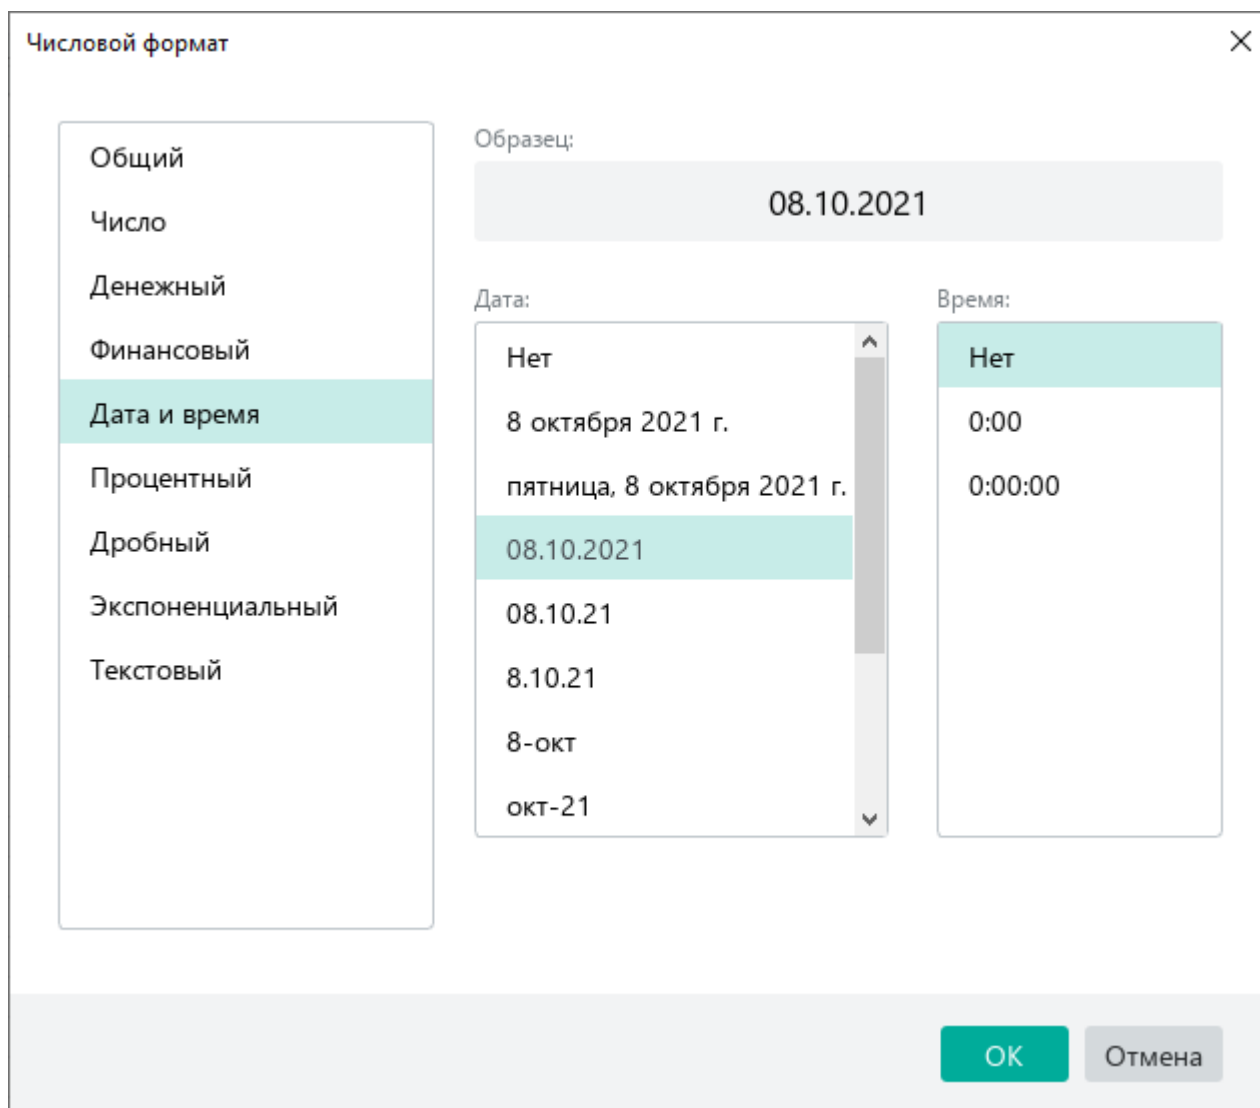 Числовой формат
Общий
Число
Денежный
Финансовый
Дата и время
Процентный
Дробный
Экспоненциальный
Текстовый
Образец:
08.10.2021
Дата:
Нет
8 октября 2021 г.
пятница, 8 октября 2021 г.
08.10.2021
08.10.21
8.10.21
8-окт
окт-21
Время:
Нет
0:00
0:00:00
ОК
Отмена